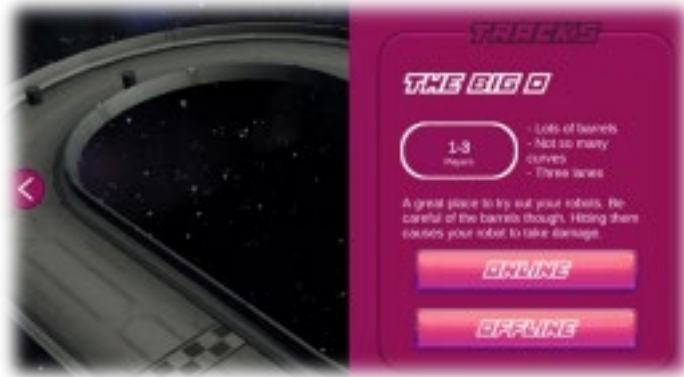 TRACKS
THE BIG O
1-3
Players
- Lots of barrels
- Not so many
curves
- Three lanes
A great place to try out your robots. Be
careful of the barrels though. Hitting them
causes your robot to take damage.
ONLINE
OFFLINE